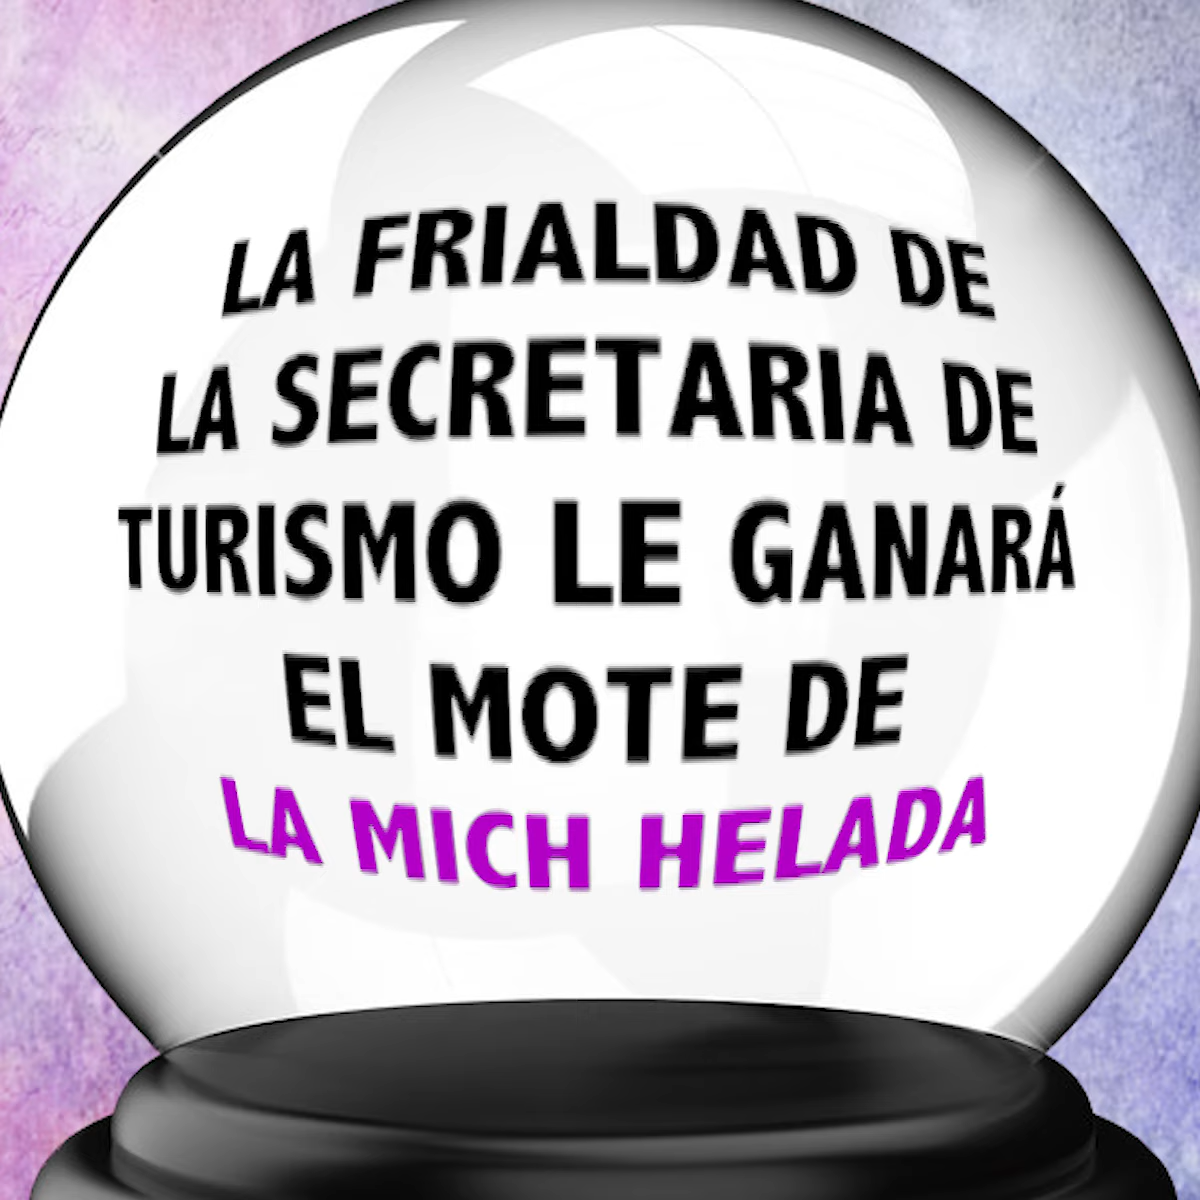 LA FRIALDAD DE
LA SECRETARIA DE
TURISMO LE GANARÁ
EL MOTE DE
LA MICH HELADA